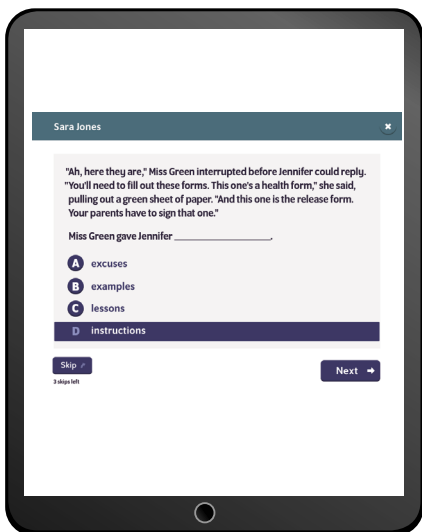 Sara Jones
"Ah, here they are," Miss Green interrupted before Jennifer could reply.
"You'll need to fill out these forms. This one's a health form," she said,
pulling out a green sheet of paper. "And this one is the release form.
Your parents have to sign that one."
Miss Green gave Jennifer ____________________.
A excuses
B examples
C lessons
D instructions
Skip
Next
3 skips left